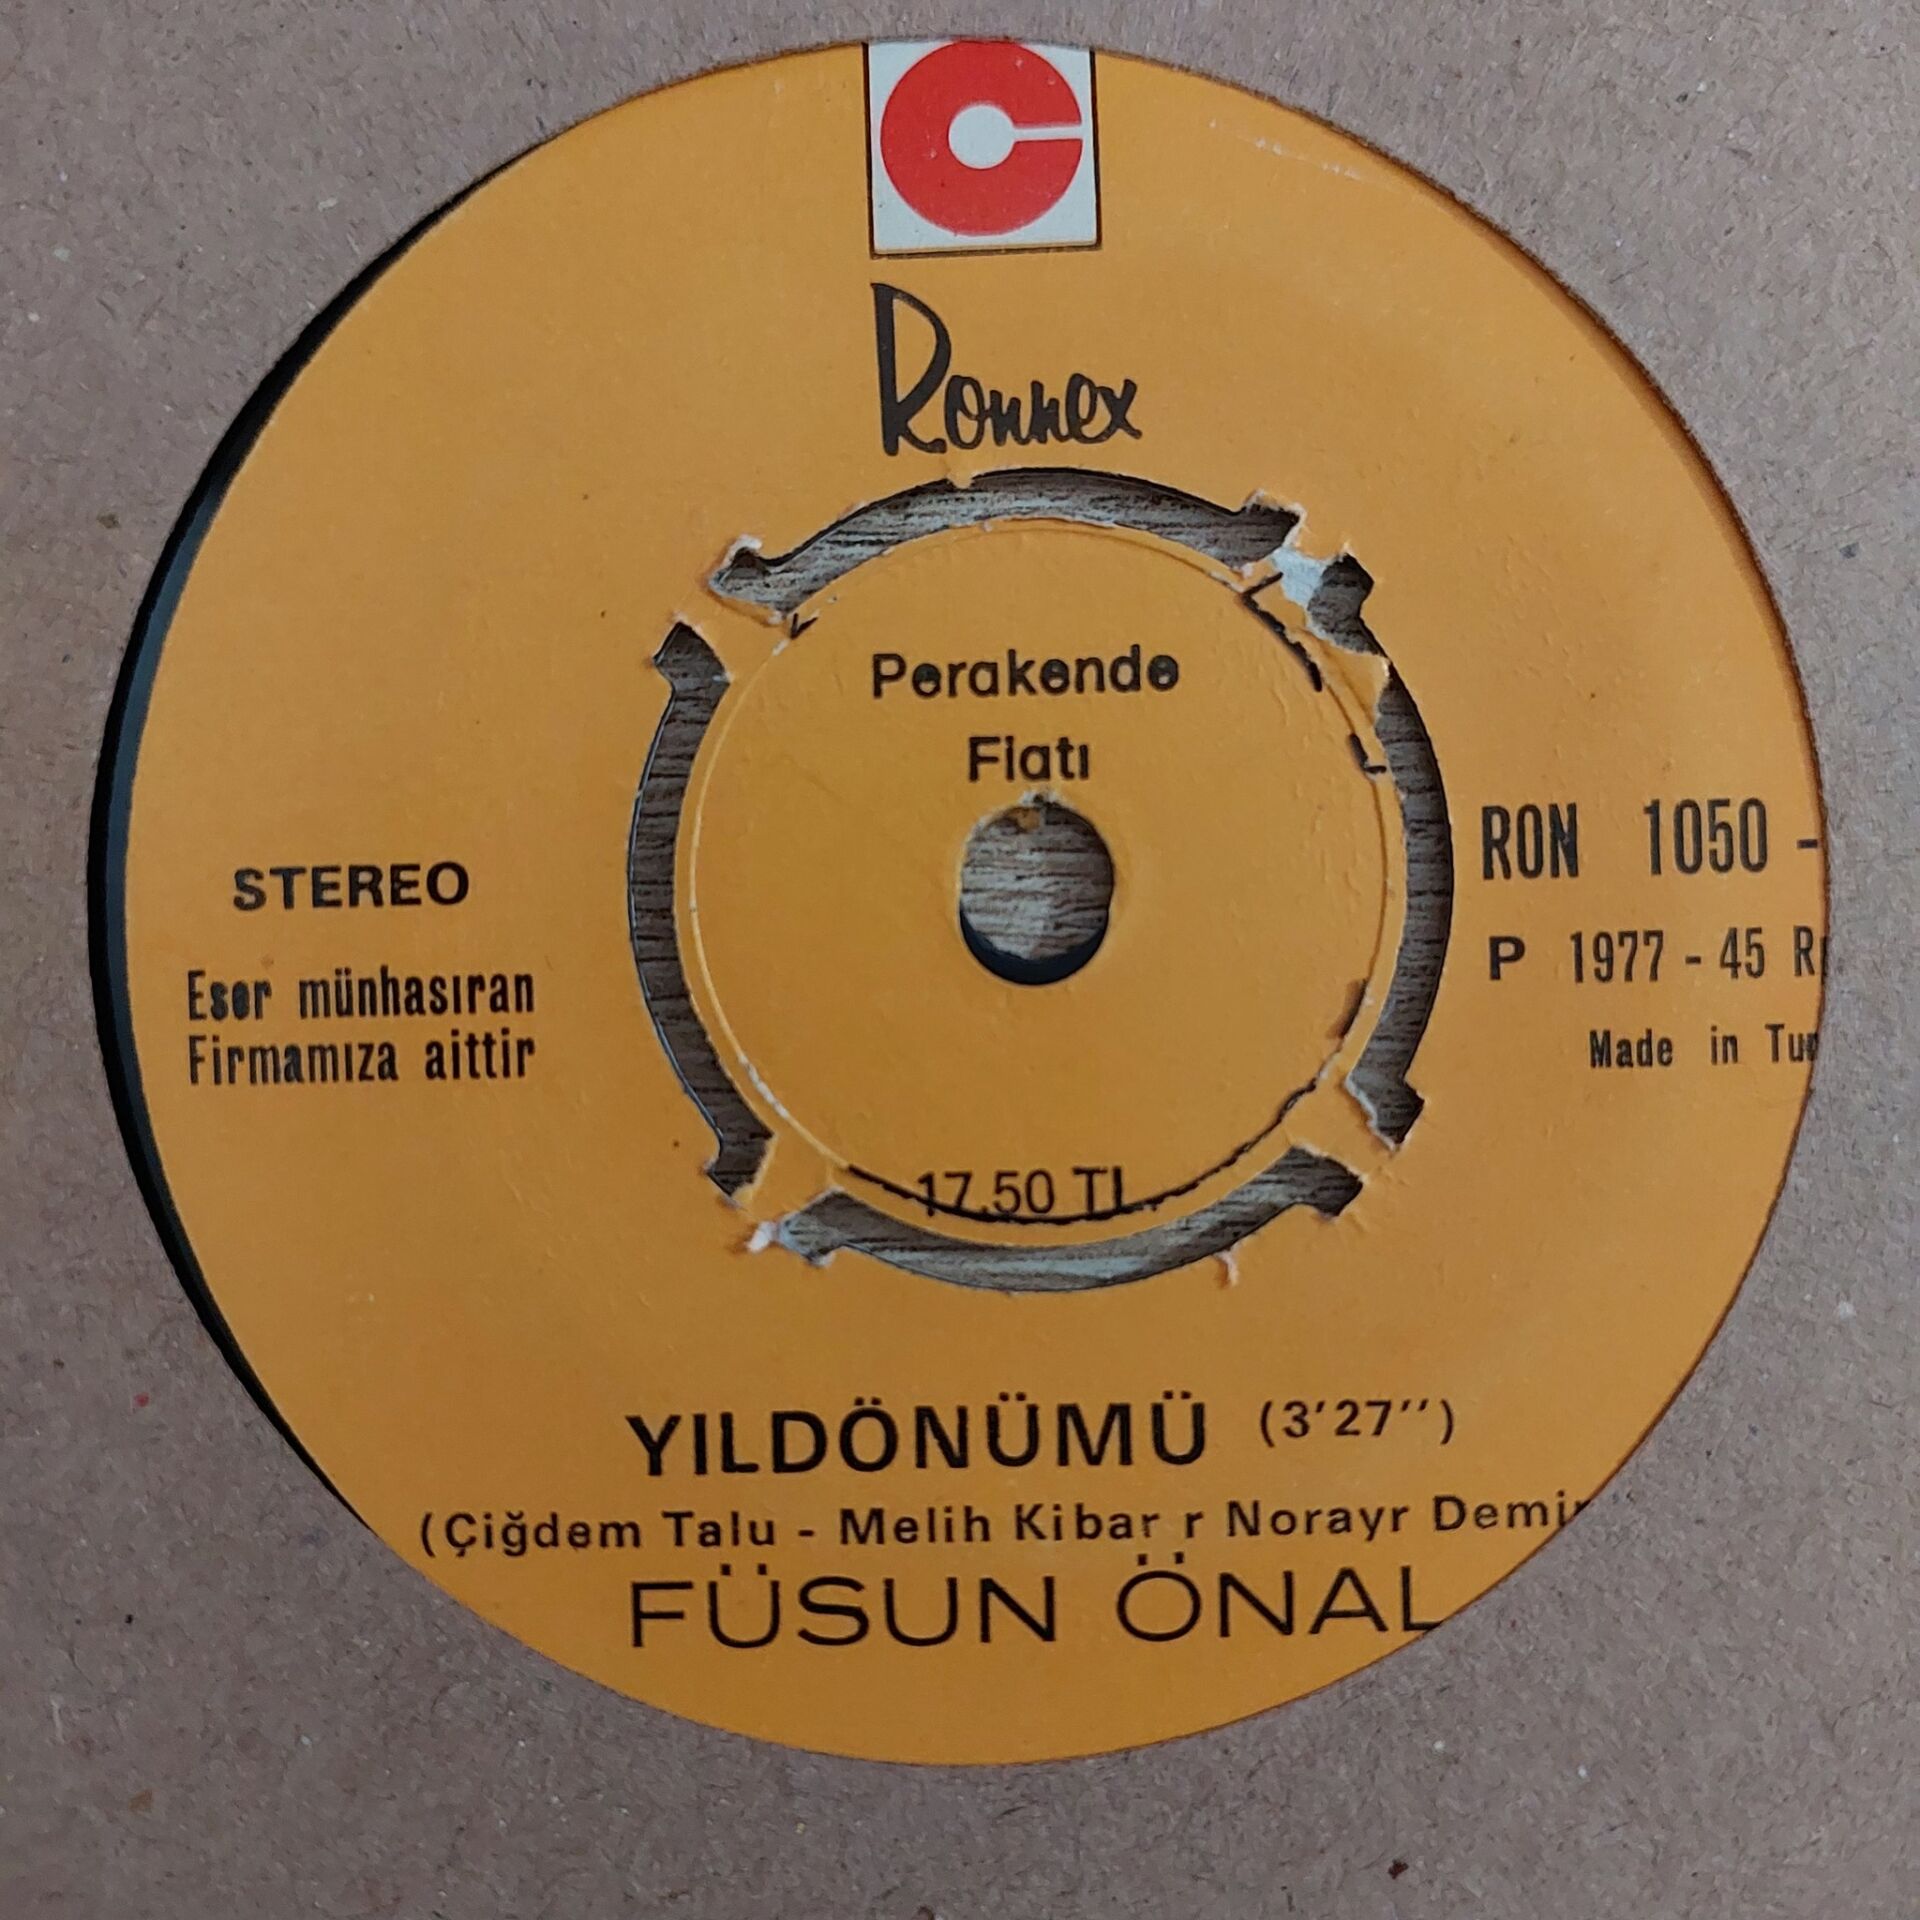 Ronnex
Perakende
Fiatı
STEREO
RON 1050 -
Eser münhasıran
Firmamıza aittir
P 1977 - 45
Made in
17.50 TL.
YILDÖNÜMÜ (3'27'')
(Çiğdem Talu - Melih Kibar r Norayr Demi
FÜSUN ÖNAL